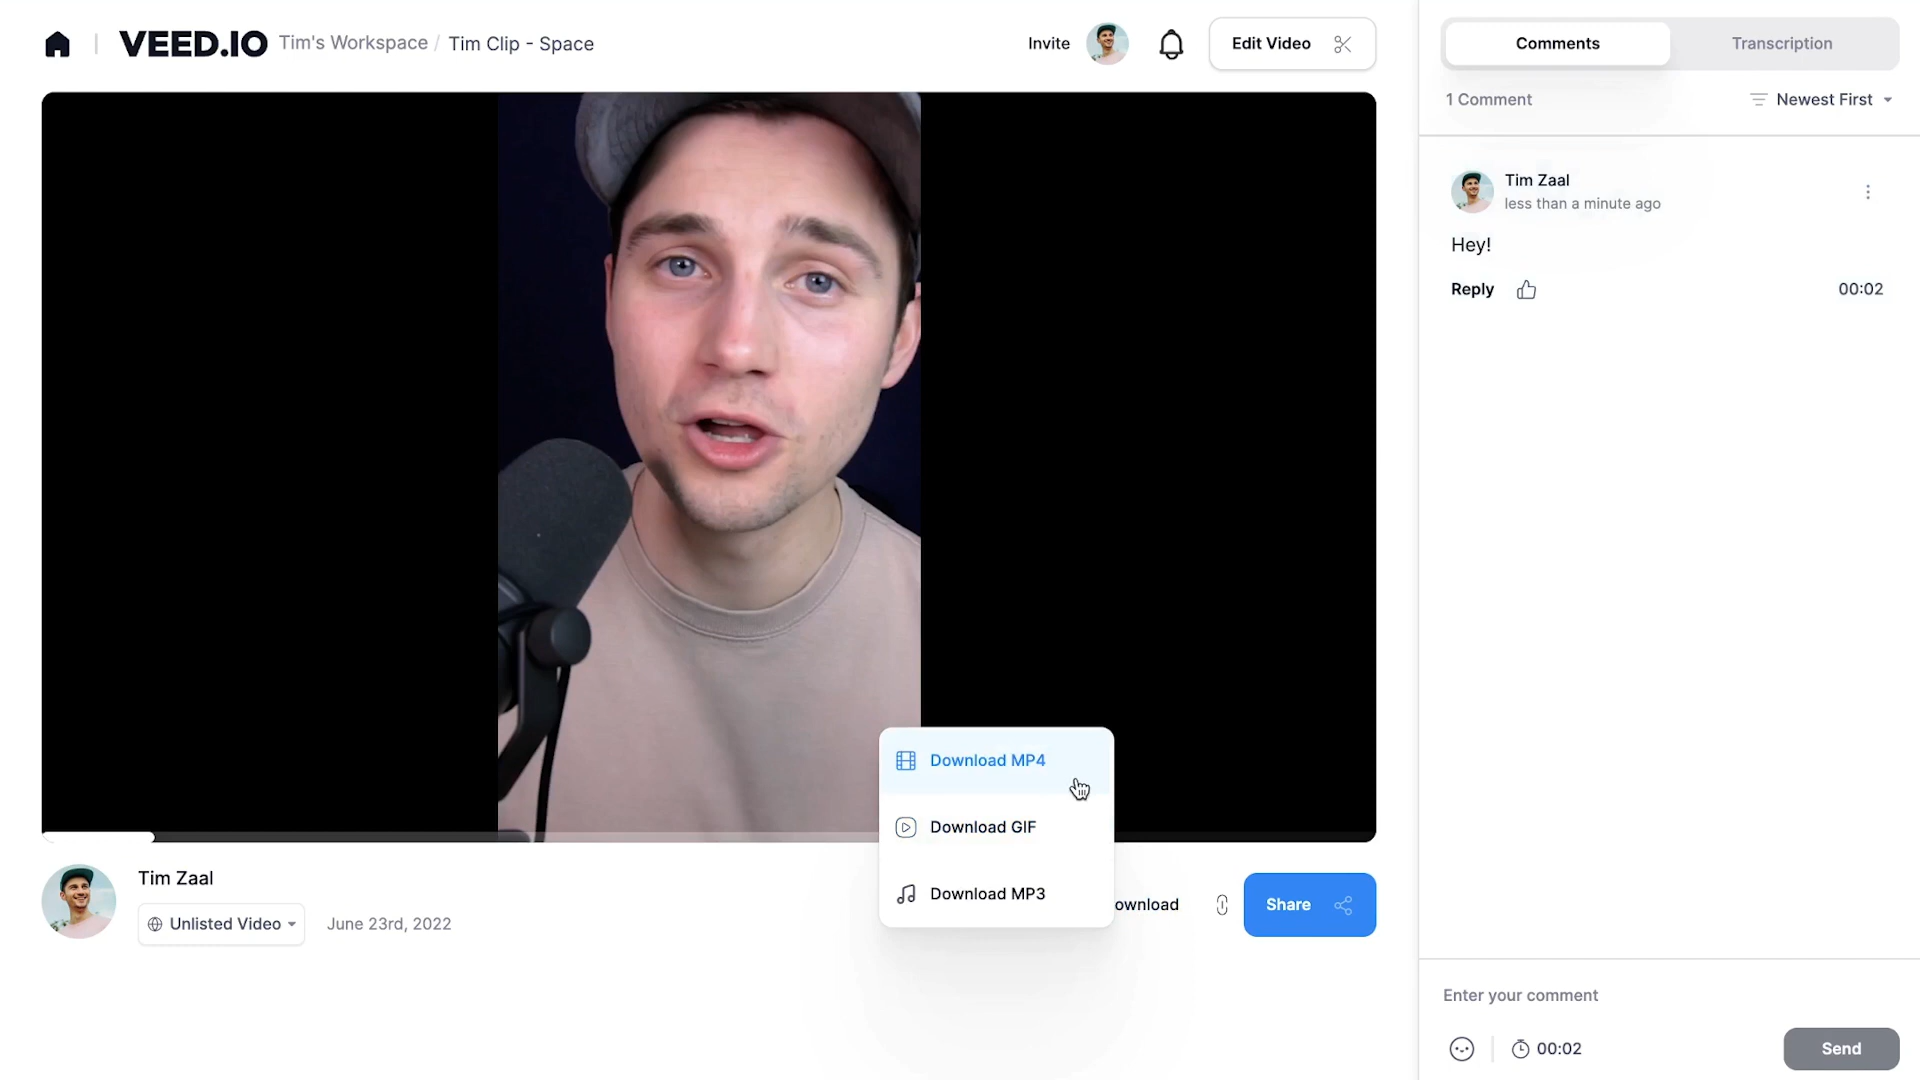 VEED.IO Tim's Workspace / Tim Clip - Space
Invite
Edit Video
Comments
Transcription
1 Comment
Newest First
Tim Zaal
less than a minute ago
Hey!
Reply
00:02
Download MP4
Download GIF
Download MP3
Tim Zaal
Unlisted Video
June 23rd, 2022
ownload
Share
Enter your comment
00:02
Send